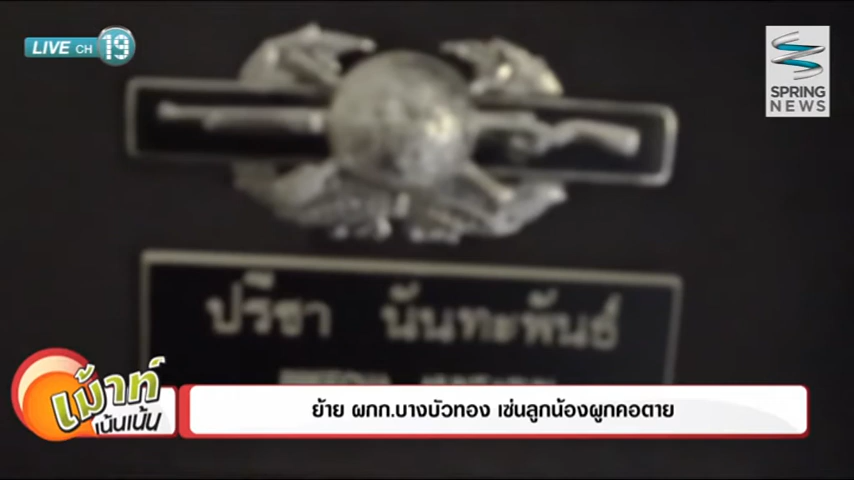 LIVE CH 19
SPRING
NEWS
ปรีชา นันทะพันธ์
เม้าท์
เน้นเน้น
ย้าย ผกก.บางบัวทอง เซ่นลูกน้องผูกคอตาย